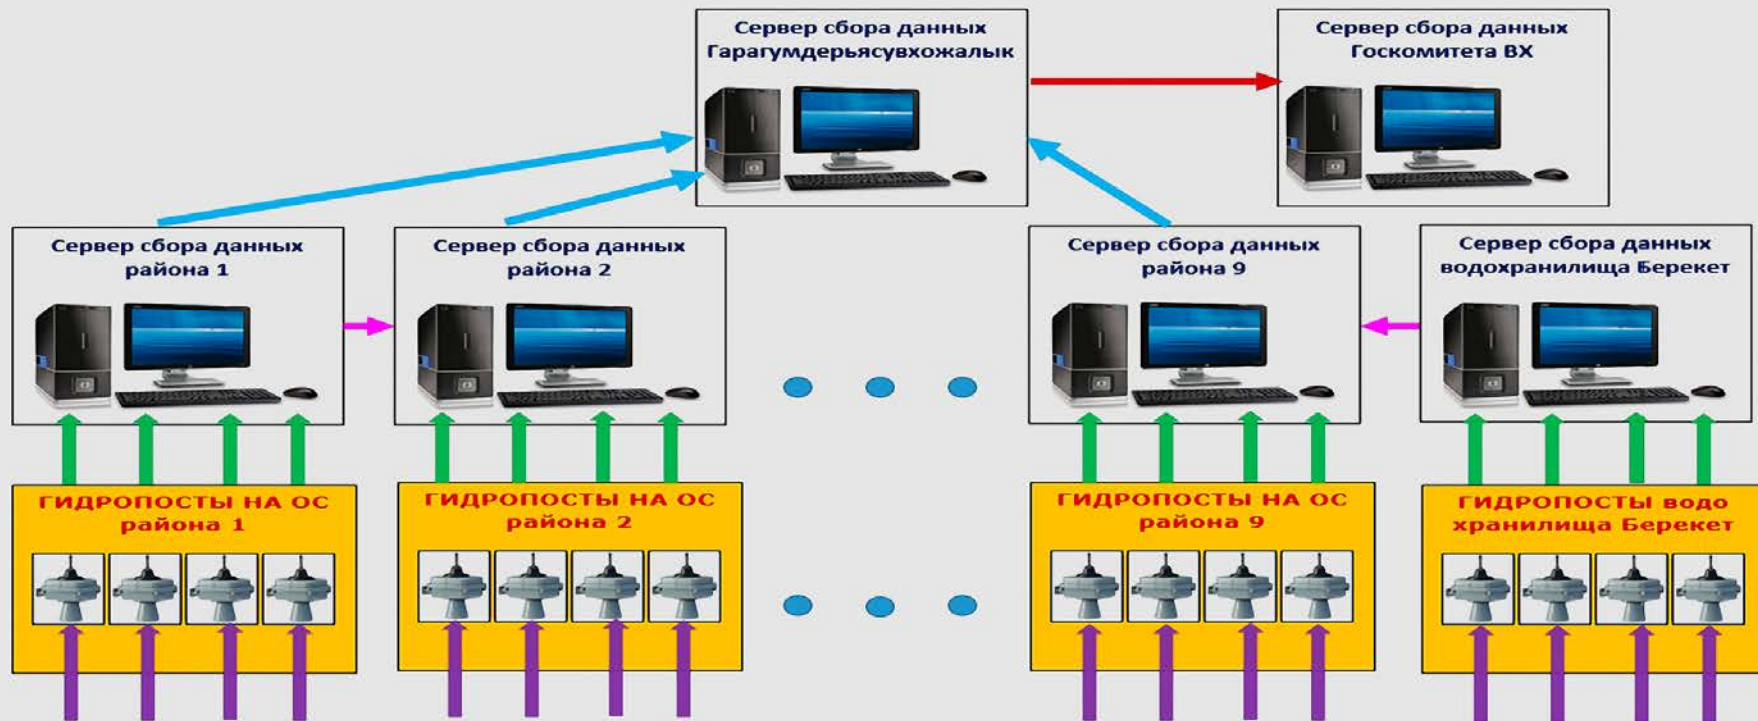 Сервер сбора данных
Гарагумдерьясувхожалык
Сервер сбора данных
Госкомитета ВХ
Сервер сбора данных
района 1
Сервер сбора данных
района 2
Сервер сбора данных
района 9
Сервер сбора данных
водохранилища Берекет
ГИДРОПОСТЫ НА ОС
района 1
ГИДРОПОСТЫ НА ОС
района 2
ГИДРОПОСТЫ НА ОС
района 9
ГИДРОПОСТЫ водо
хранилища Берекет